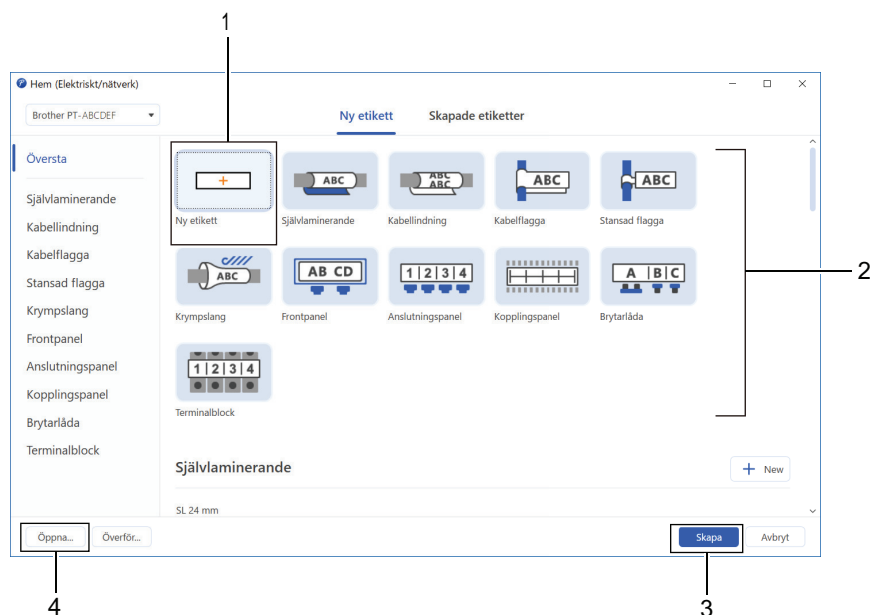 1
Hem (Elektriskt/nätverk)
Brother PT-ABCDEF
Ny etikett
Skapade etiketter
Översta
Självlaminerande
Kabellindning
Kabelflagga
Stansad flagga
Krympslang
Frontpanel
Anslutningspanel
Kopplingspanel
Brytarlåda
Terminalblock
Ny etikett
ABC
Självlaminerande
ABC
ABC
Kabellindning
ABC
Kabelflagga
ABC
Stansad flagga
ABC
Krympslang
AB CD
Frontpanel
1|2|3|4
Anslutningspanel
Kopplingspanel
A |B|C
Brytarlåda
1|2|3|4
Terminalblock
2
Självlaminerande
+ New
SL 24 mm
Öppna...
Överför...
Skapa
Avbryt
4
3